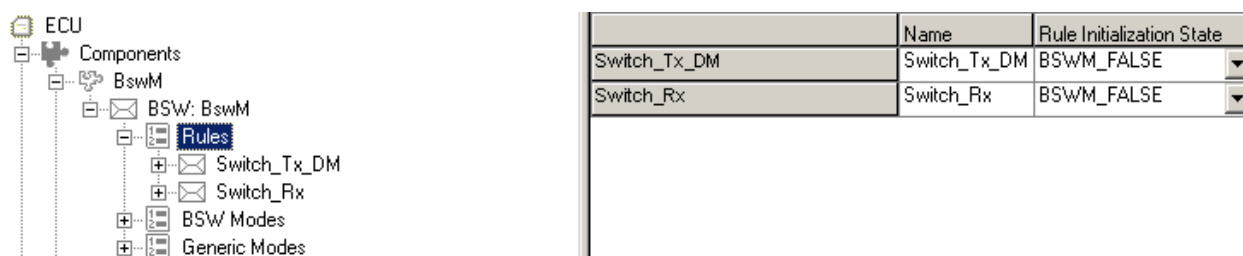 ECU
Components
BswM
BSW: BswM
Rules
Switch_Tx_DM
Switch_Rx
BSW Modes
Generic Modes
Name Rule Initialization State
Switch_Tx_DM Switch_Tx_DM BSWM_FALSE
Switch_Rx Switch_Rx BSWM_FALSE